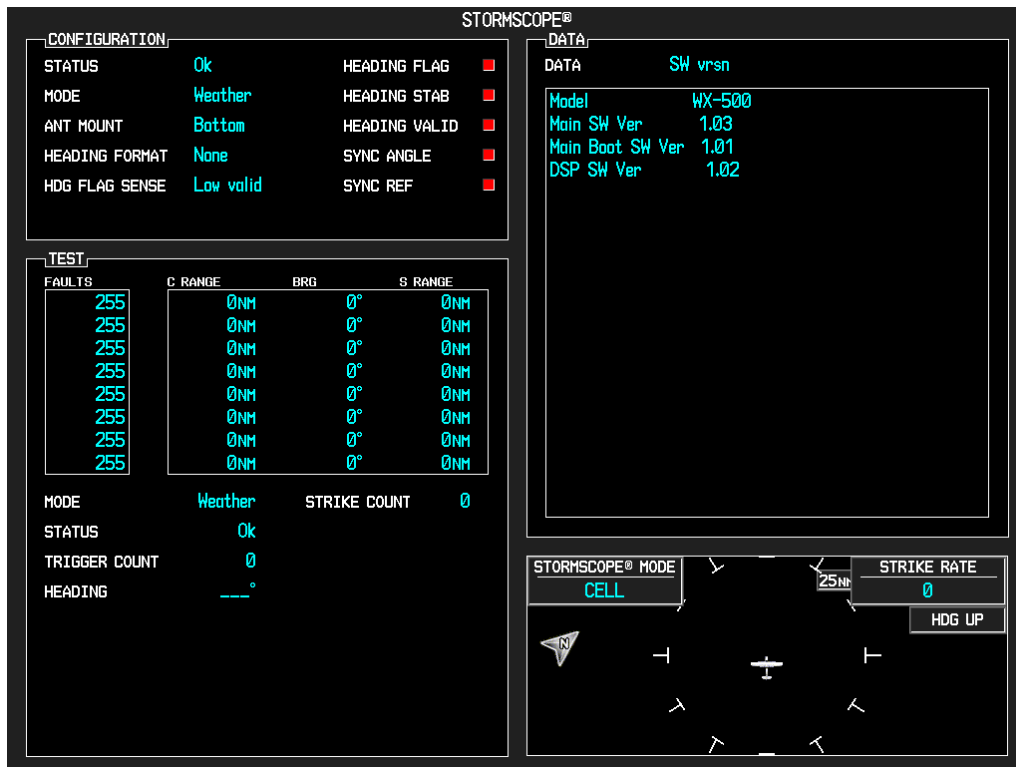 STORMSCOPE®
CONFIGURATION
STATUS Ok HEADING FLAG
MODE Weather HEADING STAB
ANT MOUNT Bottom HEADING VALID
HEADING FORMAT None SYNC ANGLE
HDG FLAG SENSE Low valid SYNC REF
TEST
FAULTS C RANGE BRG S RANGE
255 0NM 0° 0NM
255 0NM 0° 0NM
255 0NM 0° 0NM
255 0NM 0° 0NM
255 0NM 0° 0NM
255 0NM 0° 0NM
255 0NM 0° 0NM
255 0NM 0° 0NM
MODE Weather STRIKE COUNT 0
STATUS Ok
TRIGGER COUNT 0
HEADING ___°
DATA
DATA SW vrsn
Model WX-500
Main SW Ver 1.03
Main Boot SW Ver 1.01
DSP SW Ver 1.02
STORMSCOPE® MODE
CELL
25NM
STRIKE RATE
0
HDG UP
N